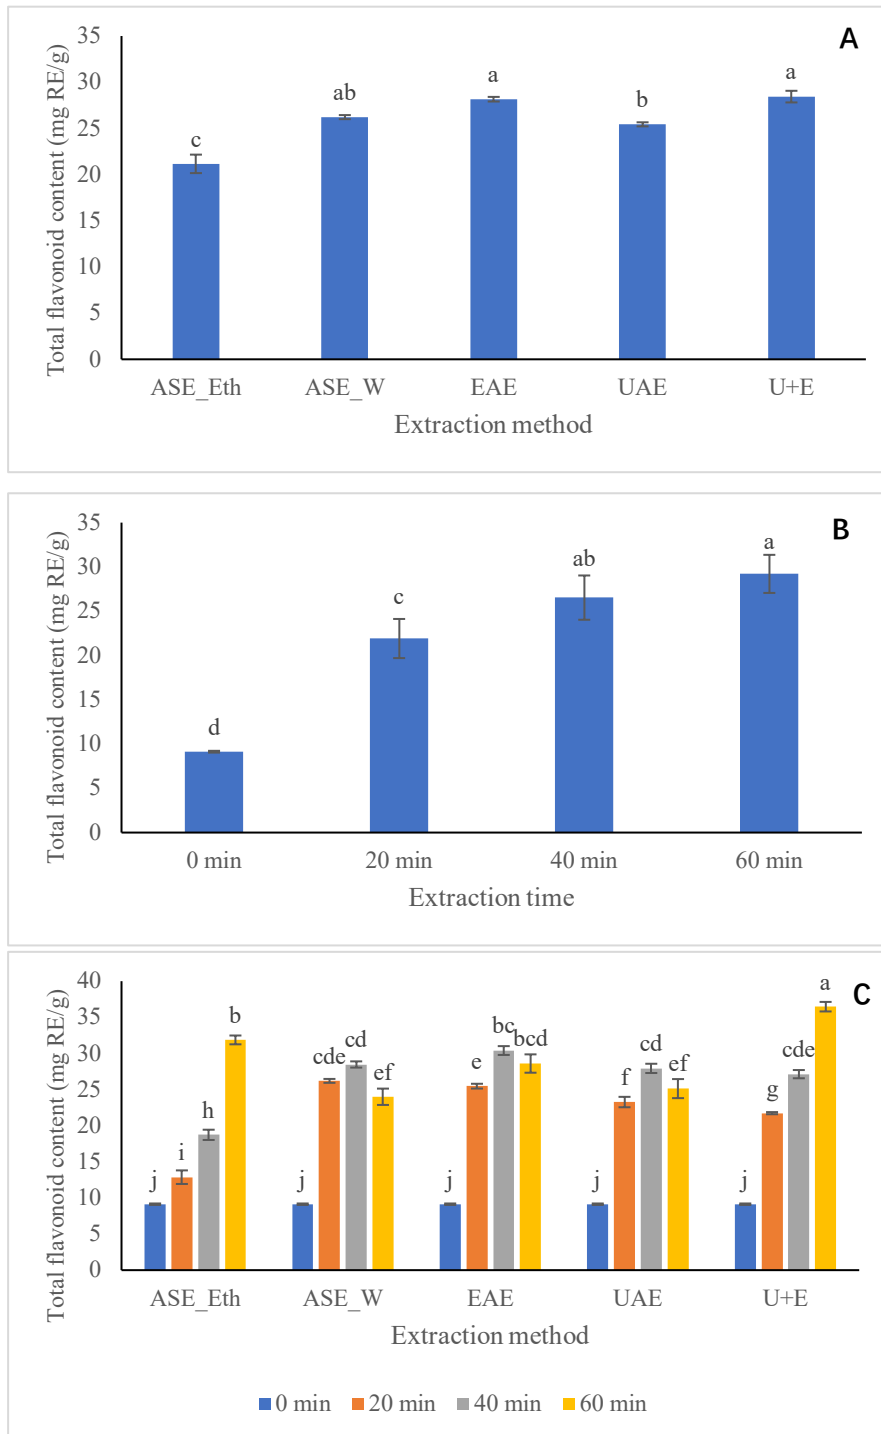 A
Total flavonoid content (mg RE/g)
35
30
25
20
15
10
5
0
c
ab
a
b
a
ASE_Eth ASE_W EAE UAE U+E
Extraction method
B
Total flavonoid content (mg RE/g)
35
30
25
20
15
10
5
0
d
c
ab
a
0 min 20 min 40 min 60 min
Extraction time
C
Total flavonoid content (mg RE/g)
40
35
30
25
20
15
10
5
0
j i h b
j cde cd ef
j e bc bcd
j f cd ef
j g cde a
ASE_Eth ASE_W EAE UAE U+E
Extraction method
0 min 20 min 40 min 60 min